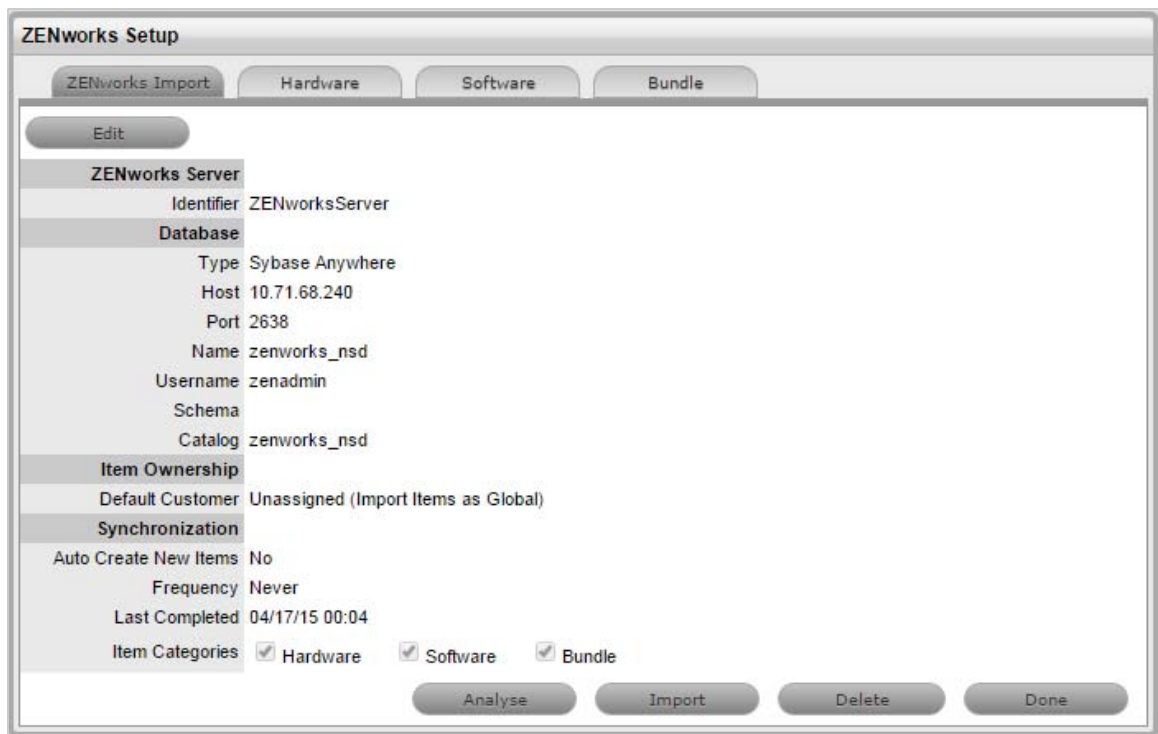 ZENworks Setup
ZENworks Import Hardware Software Bundle
Edit
ZENworks Server
Identifier ZENworksServer
Database
Type Sybase Anywhere
Host 10.71.68.240
Port 2638
Name zenworks_nsd
Username zenadmin
Schema
Catalog zenworks_nsd
Item Ownership
Default Customer Unassigned (Import Items as Global)
Synchronization
Auto Create New Items No
Frequency Never
Last Completed 04/17/15 00:04
Item Categories Hardware Software Bundle
Analyse Import Delete Done